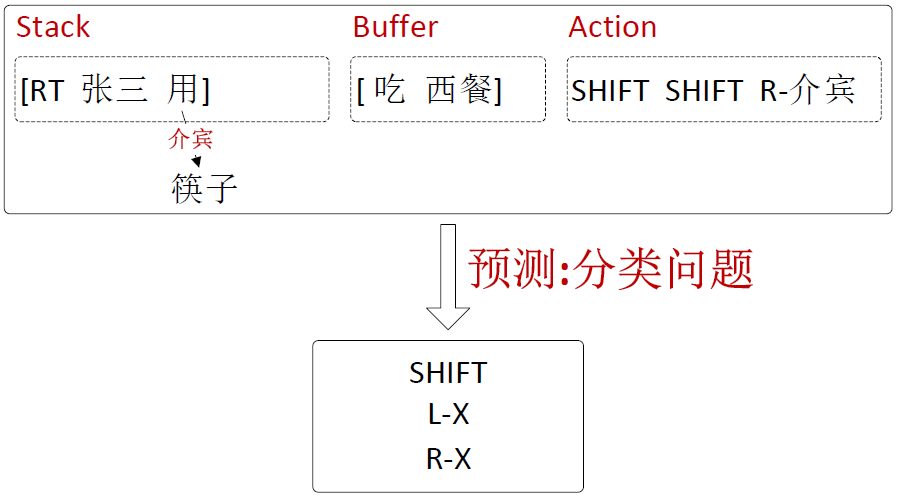 Stack Buffer Action
[RT 张三 用] [ 吃 西餐] SHIFT SHIFT R-介宾
介宾
筷子
预测:分类问题
SHIFT
L-X
R-X